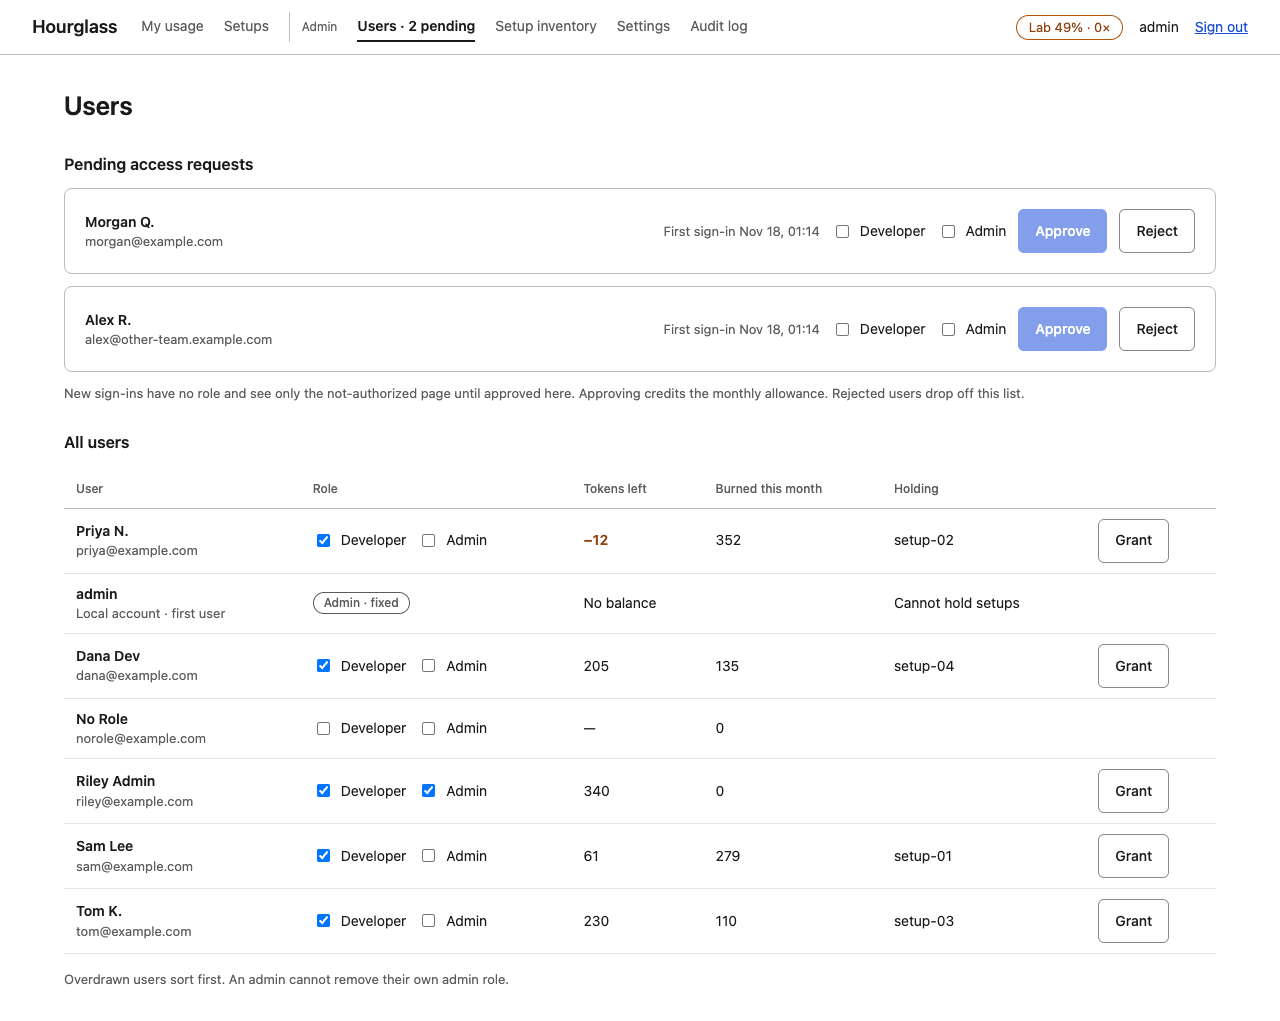 Hourglass My usage Setups Admin Users · 2 pending Setup inventory Settings Audit log Lab 49% · 0× admin Sign out
Users
Pending access requests
Morgan Q.
morgan@example.com
First sign-in Nov 18, 01:14 Developer Admin Approve Reject
Alex R.
alex@other-team.example.com
First sign-in Nov 18, 01:14 Developer Admin Approve Reject
New sign-ins have no role and see only the not-authorized page until approved here. Approving credits the monthly allowance. Rejected users drop off this list.
All users
User Role Tokens left Burned this month Holding
Priya N.
priya@example.com
Developer Admin −12 352 setup-02 Grant
admin
Local account · first user
Admin · fixed No balance Cannot hold setups
Dana Dev
dana@example.com
Developer Admin 205 135 setup-04 Grant
No Role
norole@example.com
Developer Admin — 0
Riley Admin
riley@example.com
Developer Admin 340 0 Grant
Sam Lee
sam@example.com
Developer Admin 61 279 setup-01 Grant
Tom K.
tom@example.com
Developer Admin 230 110 setup-03 Grant
Overdrawn users sort first. An admin cannot remove their own admin role.